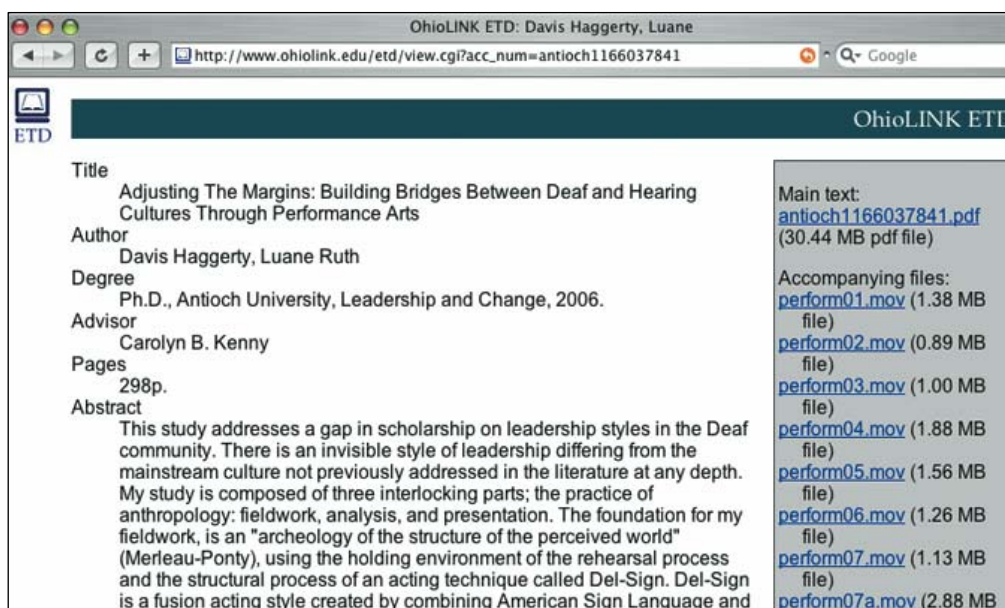 OhioLINK ETD: Davis Haggerty, Luane
http://www.ohiolink.edu/etd/view.cgi?acc_num=antioch1166037841
Google
ETD
OhioLINK ETD
Title
Adjusting The Margins: Building Bridges Between Deaf and Hearing
Cultures Through Performance Arts
Author
Davis Haggerty, Luane Ruth
Degree
Ph.D., Antioch University, Leadership and Change, 2006.
Advisor
Carolyn B. Kenny
Pages
298p.
Abstract
This study addresses a gap in scholarship on leadership styles in the Deaf
community. There is an invisible style of leadership differing from the
mainstream culture not previously addressed in the literature at any depth.
My study is composed of three interlocking parts; the practice of
anthropology: fieldwork, analysis, and presentation. The foundation for my
fieldwork, is an "archeology of the structure of the perceived world"
(Merleau-Ponty), using the holding environment of the rehearsal process
and the structural process of an acting technique called Del-Sign. Del-Sign
is a fusion acting style created by combining American Sign Language and
Main text:
antioch1166037841.pdf
(30.44 MB pdf file)
Accompanying files:
perform01.mov (1.38 MB
file)
perform02.mov (0.89 MB
file)
perform03.mov (1.00 MB
file)
perform04.mov (1.88 MB
file)
perform05.mov (1.56 MB
file)
perform06.mov (1.26 MB
file)
perform07.mov (1.13 MB
file)
perform07a.mov (2.88 MB